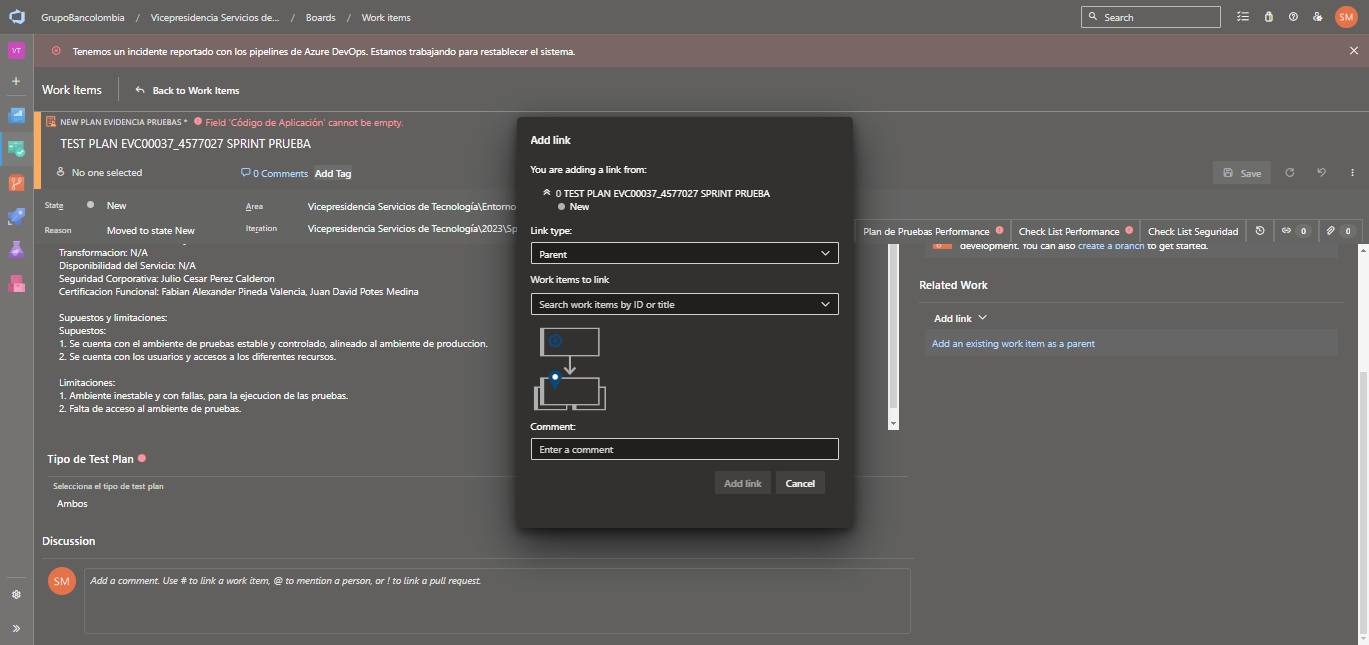 GrupoBancolombia / Vicepresidencia Servicios de... / Boards / Work items
Search
SM
VT
Tenemos un incidente reportado con los pipelines de Azure DevOps. Estamos trabajando para restablecer el sistema.
Work Items
Back to Work Items
NEW PLAN EVIDENCIA PRUEBAS * Field 'Código de Aplicación' cannot be empty.
TEST PLAN EVC00037_4577027 SPRINT PRUEBA
No one selected
0 Comments
Add Tag
Save
State
New
Area
Vicepresidencia Servicios de Tecnología\Entorno
Reason
Moved to state New
Iteration
Vicepresidencia Servicios de Tecnología\2023\Sp
Plan de Pruebas Performance
Check List Performance
Check List Seguridad
0
0
Transformacion: N/A
Disponibilidad del Servicio: N/A
Seguridad Corporativa: Julio Cesar Perez Calderon
Certificacion Funcional: Fabian Alexander Pineda Valencia, Juan David Potes Medina
Supuestos y limitaciones:
Supuestos:
1. Se cuenta con el ambiente de pruebas estable y controlado, alineado al ambiente de produccion.
2. Se cuenta con los usuarios y accesos a los diferentes recursos.
Limitaciones:
1. Ambiente inestable y con fallas, para la ejecucion de las pruebas.
2. Falta de acceso al ambiente de pruebas.
Tipo de Test Plan
Selecciona el tipo de test plan
Ambos
Discussion
SM
Add a comment. Use # to link a work item, @ to mention a person, or ! to link a pull request.
Add link
You are adding a link from:
0 TEST PLAN EVC00037_4577027 SPRINT PRUEBA
New
Link type:
Parent
Work items to link
Search work items by ID or title
Comment:
Enter a comment
Add link
Cancel
development. You can also create a branch to get started.
Related Work
Add link
Add an existing work item as a parent